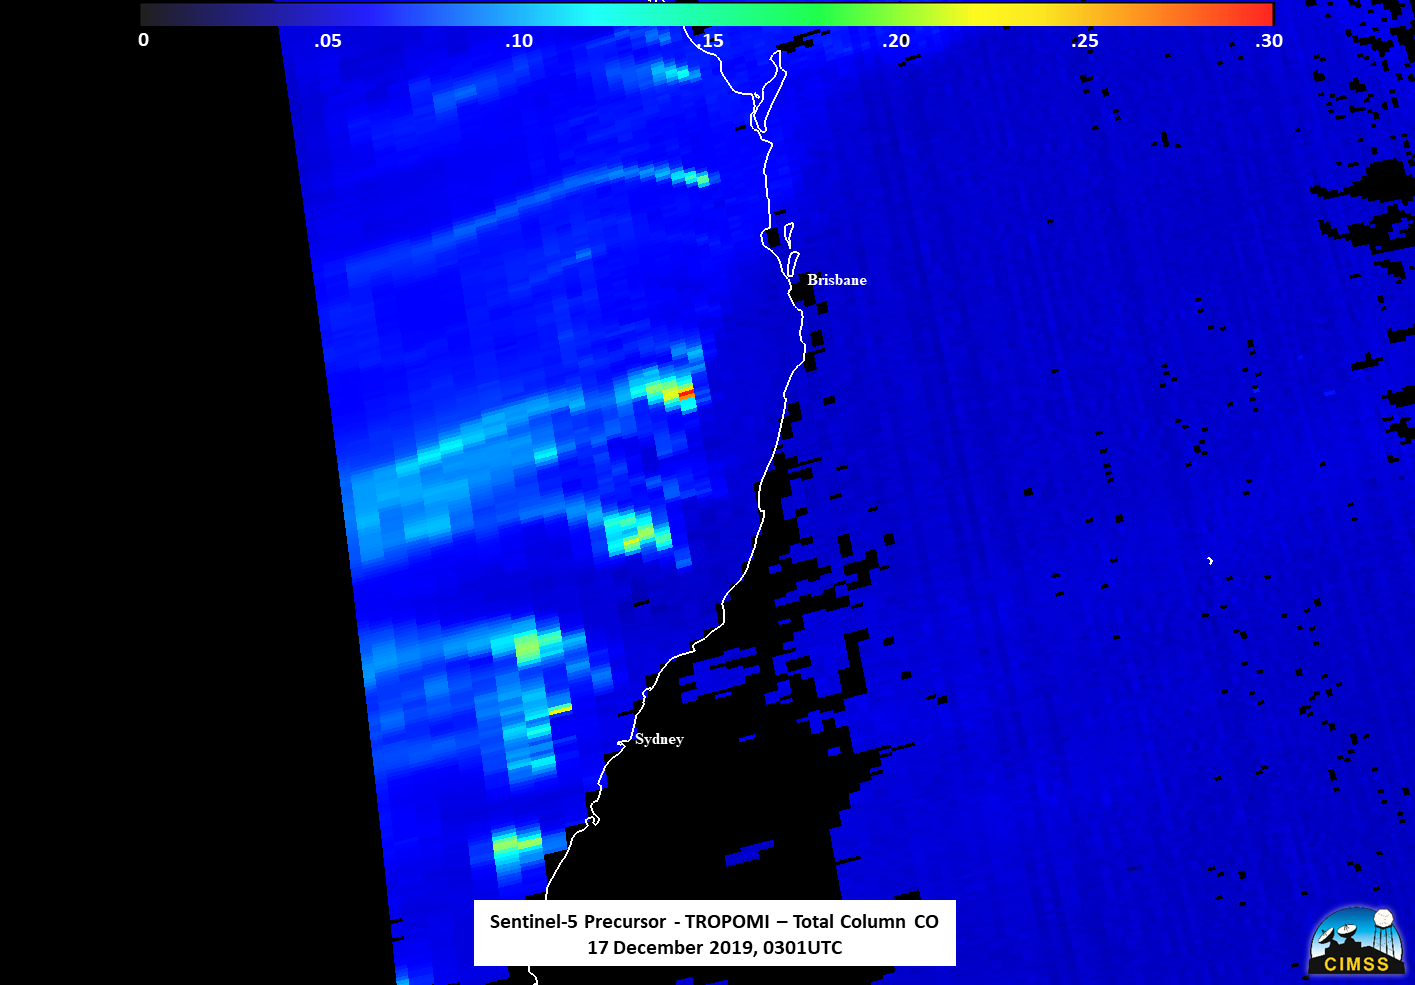 0 .05 .10 .15 .20 .25 .30
Brisbane
Sydney
Sentinel-5 Precursor - TROPOMI – Total Column CO
17 December 2019, 0301UTC
CIMSS